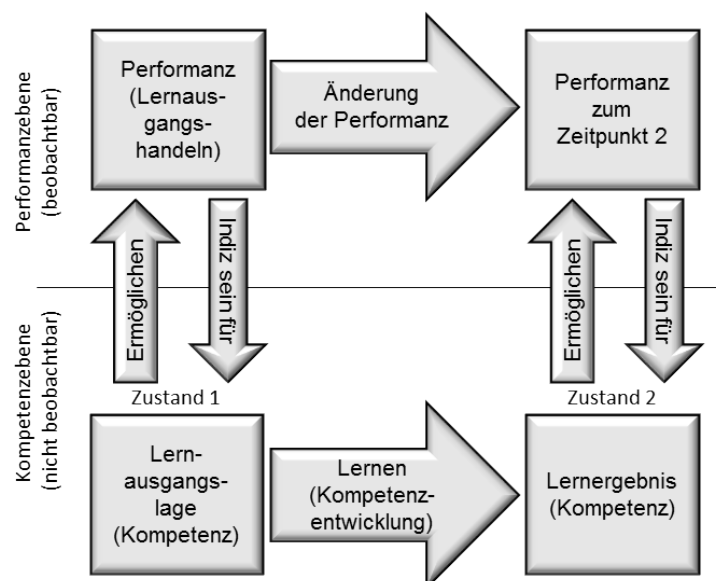 Performanzebene
(beobachtbar)
Performanz
(Lernaus-
gangs-
handeln)
Änderung
der Performanz
Performanz
zum
Zeitpunkt 2
Ermöglichen
Indiz sein für
Ermöglichen
Indiz sein für
Kompetenzebene
(nicht beobachtbar)
Zustand 1
Zustand 2
Lern-
ausgangs-
lage
(Kompetenz)
Lernen
(Kompetenz-
entwicklung)
Lernergebnis
(Kompetenz)